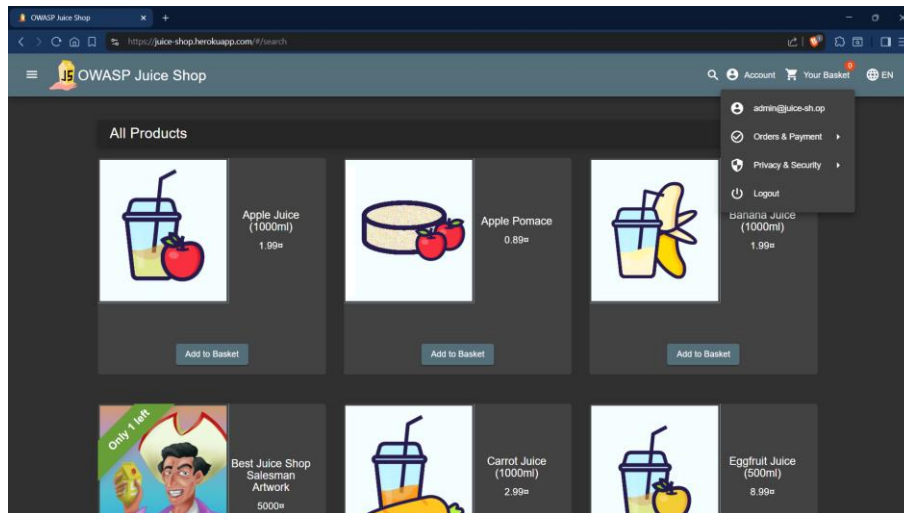 OWASP Juice Shop
https://juice-shop.herokuapp.com/#/search
OWASP Juice Shop
Account
Your Basket
0
EN
admin@juice-sh.op
Orders & Payment
Privacy & Security
Logout
All Products
Apple Juice
(1000ml)
1.99¤
Add to Basket
Apple Pomace
0.89¤
Add to Basket
Banana Juice
(1000ml)
1.99¤
Add to Basket
Only 1 left
Best Juice Shop
Salesman
Artwork
5000¤
Carrot Juice
(1000ml)
2.99¤
Eggfruit Juice
(500ml)
8.99¤